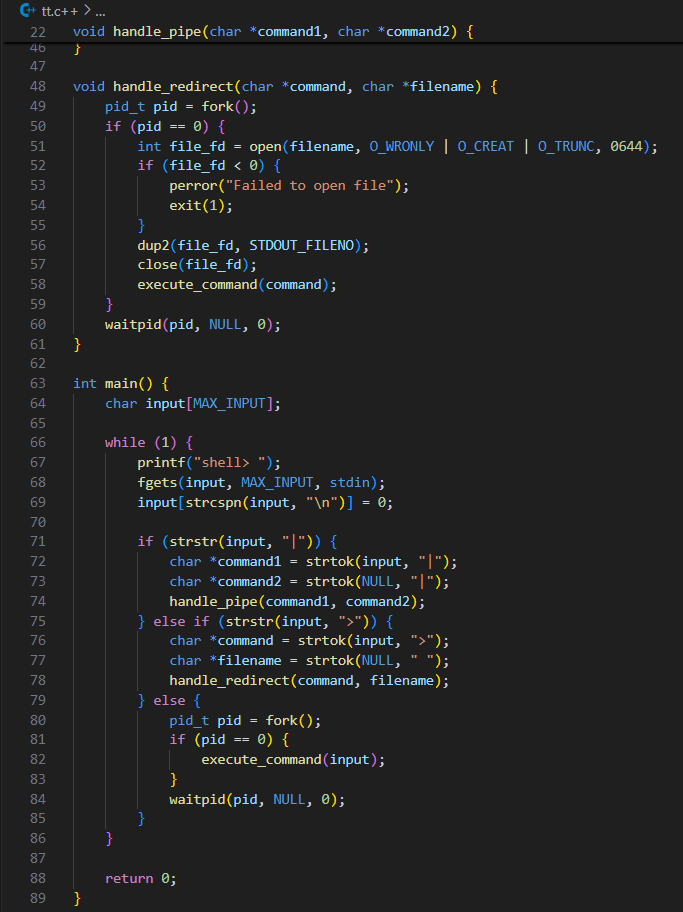 tt.c++ > ...
22 void handle_pipe(char *command1, char *command2) {
46 }
47
48 void handle_redirect(char *command, char *filename) {
49     pid_t pid = fork();
50     if (pid == 0) {
51         int file_fd = open(filename, O_WRONLY | O_CREAT | O_TRUNC, 0644);
52         if (file_fd < 0) {
53             perror("Failed to open file");
54             exit(1);
55         }
56         dup2(file_fd, STDOUT_FILENO);
57         close(file_fd);
58         execute_command(command);
59     }
60     waitpid(pid, NULL, 0);
61 }
62
63 int main() {
64     char input[MAX_INPUT];
65
66     while (1) {
67         printf("shell> ");
68         fgets(input, MAX_INPUT, stdin);
69         input[strcspn(input, "\n")] = 0;
70
71         if (strstr(input, "|")) {
72             char *command1 = strtok(input, "|");
73             char *command2 = strtok(NULL, "|");
74             handle_pipe(command1, command2);
75         } else if (strstr(input, ">")) {
76             char *command = strtok(input, ">");
77             char *filename = strtok(NULL, " ");
78             handle_redirect(command, filename);
79         } else {
80             pid_t pid = fork();
81             if (pid == 0) {
82                 execute_command(input);
83             }
84             waitpid(pid, NULL, 0);
85         }
86     }
87
88     return 0;
89 }